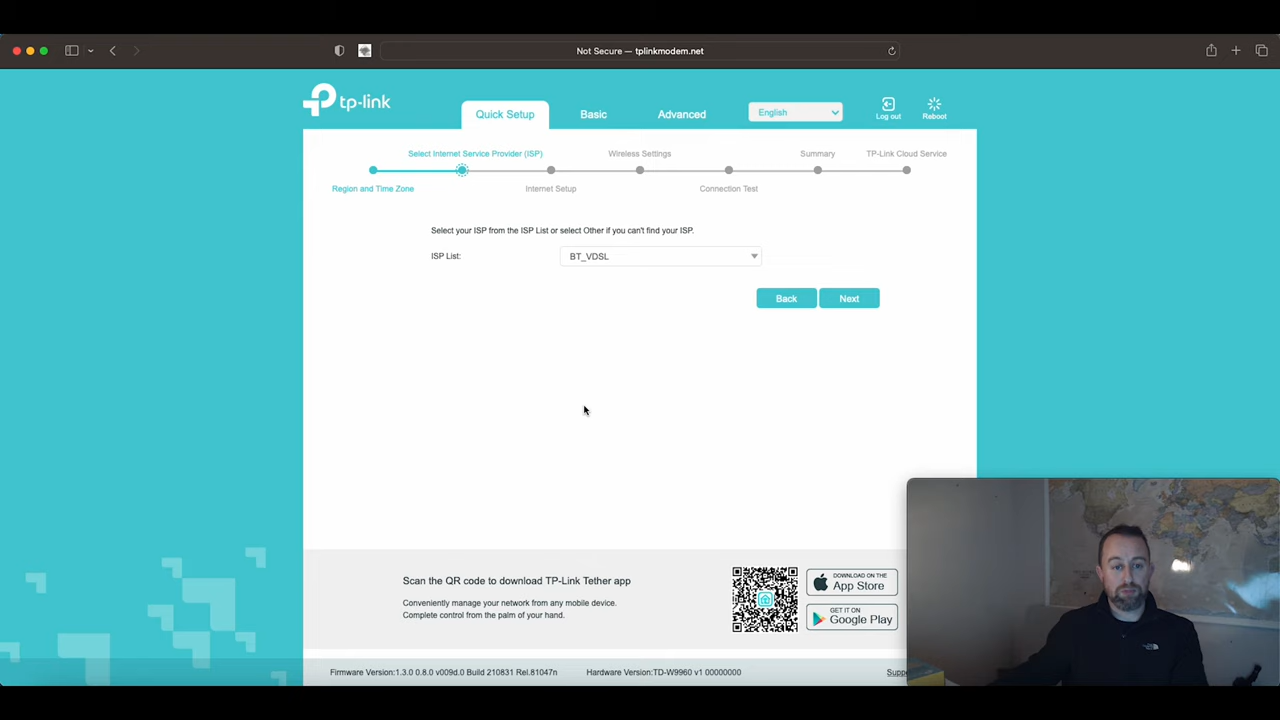 Not Secure — tplinkmodem.net
tp-link
Quick Setup
Basic
Advanced
English
Log out
Reboot
Select Internet Service Provider (ISP)
Wireless Settings
Summary
TP-Link Cloud Service
Region and Time Zone
Internet Setup
Connection Test
Select your ISP from the ISP List or select Other if you can't find your ISP.
ISP List:
BT_VDSL
Back
Next
Scan the QR code to download TP-Link Tether app
Conveniently manage your network from any mobile device.
Complete control from the palm of your hand.
DOWNLOAD ON THE
App Store
GET IT ON
Google Play
Firmware Version:1.3.0 0.8.0 v009d.0 Build 210831 Rel.81047n
Hardware Version:TD-W9960 v1 00000000